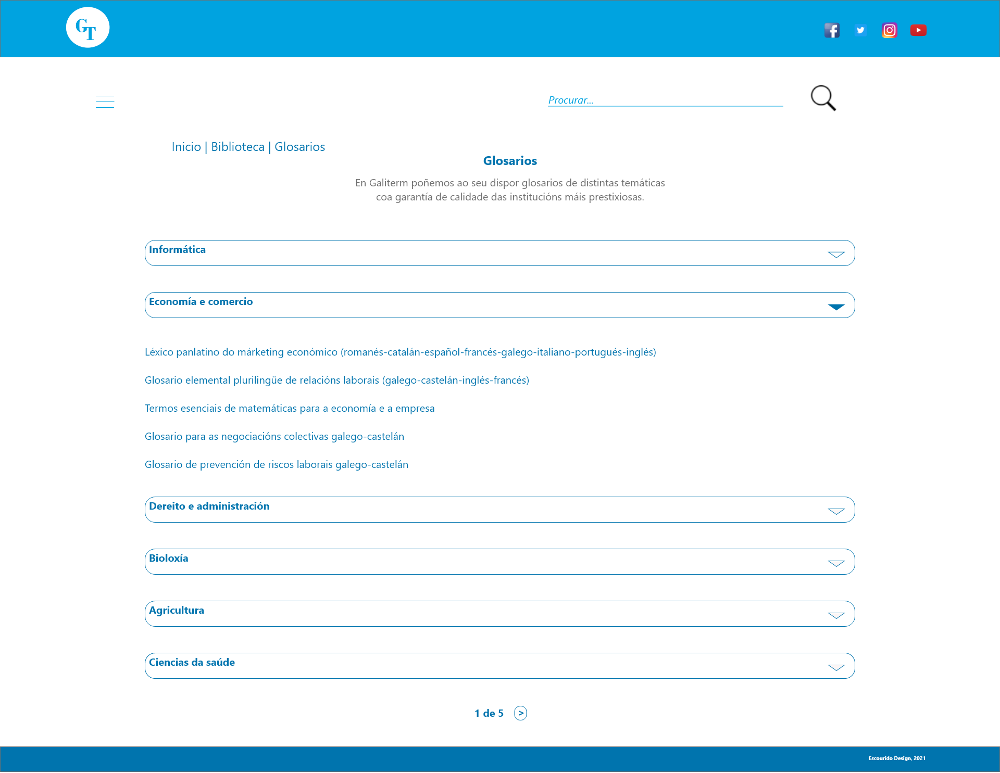 GT
Procurar...
Inicio | Biblioteca | Glosarios
Glosarios
En Galiterm poñemos ao seu dispor glosarios de distintas temáticas
coa garantía de calidade das institucións máis prestixiosas.
Informática
Economía e comercio
Léxico panlatino do márketing económico (romanés-catalán-español-francés-galego-italiano-portugués-inglés)
Glosario elemental plurilingüe de relacións laborais (galego-castelán-inglés-francés)
Termos esenciais de matemáticas para a economía e a empresa
Glosario para as negociacións colectivas galego-castelán
Glosario de prevención de riscos laborais galego-castelán
Dereito e administración
Bioloxía
Agricultura
Ciencias da saúde
1 de 5 >
Escourido Design, 2021